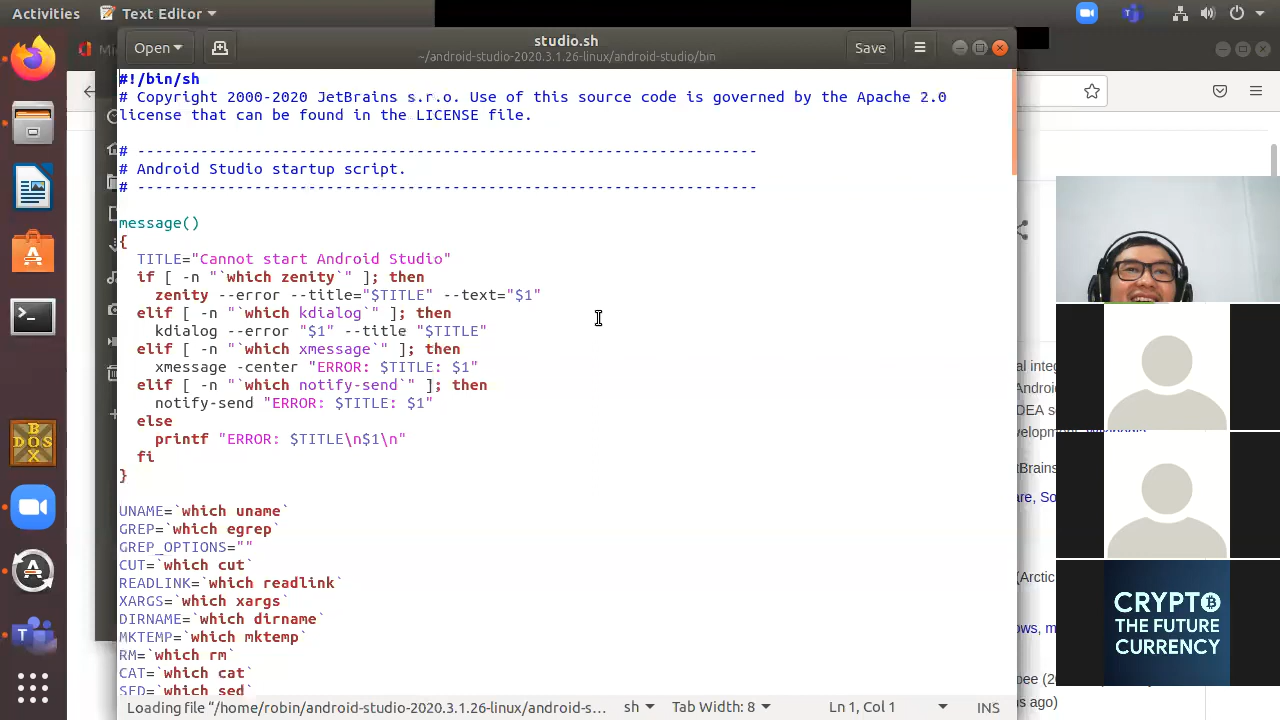 Activities
Text Editor
Open
studio.sh
~/android-studio-2020.3.1.26-linux/android-studio/bin
Save
#!/bin/sh
# Copyright 2000-2020 JetBrains s.r.o. Use of this source code is governed by the Apache 2.0
license that can be found in the LICENSE file.
# ---------------------------------------------------------------------
# Android Studio startup script.
# ---------------------------------------------------------------------
message()
{
  TITLE="Cannot start Android Studio"
  if [ -n "`which zenity`" ]; then
    zenity --error --title="$TITLE" --text="$1"
  elif [ -n "`which kdialog`" ]; then
    kdialog --error "$1" --title "$TITLE"
  elif [ -n "`which xmessage`" ]; then
    xmessage -center "ERROR: $TITLE: $1"
  elif [ -n "`which notify-send`" ]; then
    notify-send "ERROR: $TITLE: $1"
  else
    printf "ERROR: $TITLE\n$1\n"
  fi
}
UNAME=`which uname`
GREP=`which egrep`
GREP_OPTIONS=""
CUT=`which cut`
READLINK=`which readlink`
XARGS=`which xargs`
DIRNAME=`which dirname`
MKTEMP=`which mktemp`
RM=`which rm`
CAT=`which cat`
SED=`which sed`
Loading file "/home/robin/android-studio-2020.3.1.26-linux/android-s...
sh
Tab Width: 8
Ln 1, Col 1
INS
DOS
BOX
CRYPTO
THE FUTURE
CURRENCY